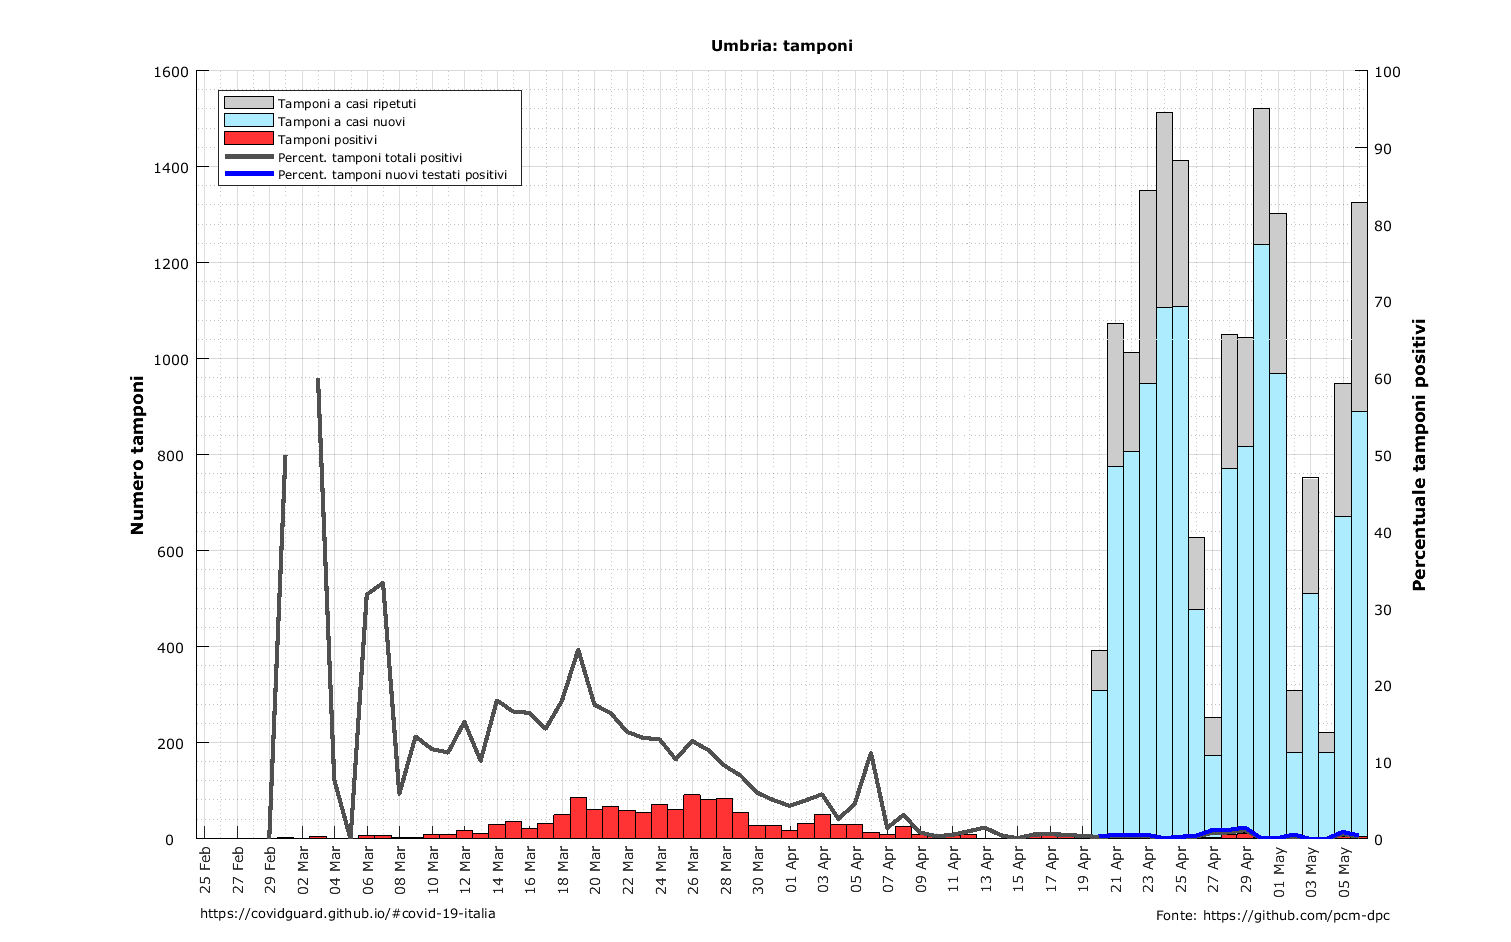 Umbria: tamponi
1600
1400
1200
1000
800
600
400
200
0
100
90
80
70
60
50
40
30
20
10
0
Numero tamponi
Percentuale tamponi positivi
Tamponi a casi ripetuti
Tamponi a casi nuovi
Tamponi positivi
Percent. tamponi totali positivi
Percent. tamponi nuovi testati positivi
25 Feb
27 Feb
29 Feb
02 Mar
04 Mar
06 Mar
08 Mar
10 Mar
12 Mar
14 Mar
16 Mar
18 Mar
20 Mar
22 Mar
24 Mar
26 Mar
28 Mar
30 Mar
01 Apr
03 Apr
05 Apr
07 Apr
09 Apr
11 Apr
13 Apr
15 Apr
17 Apr
19 Apr
21 Apr
23 Apr
25 Apr
27 Apr
29 Apr
01 May
03 May
05 May
https://covidguard.github.io/#covid-19-italia
Fonte: https://github.com/pcm-dpc